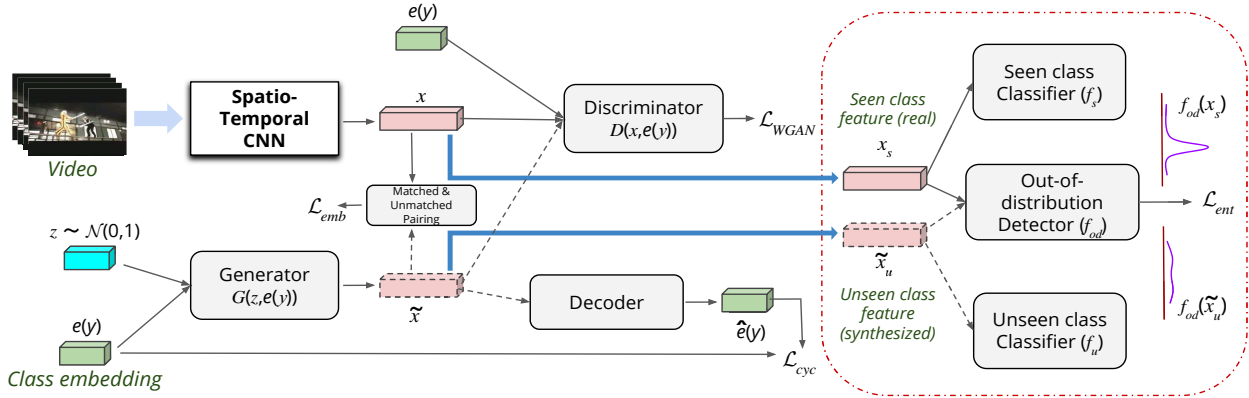 e(y)
Video
Spatio-
Temporal
CNN
x
Discriminator
D(x,e(y))
ℒ_WGAN
Matched &
Unmatched
Pairing
ℒ_emb
z ∼ 𝒩(0,1)
Generator
G(z,e(y))
x̃
Decoder
ê(y)
e(y)
Class embedding
ℒ_cyc
Seen class
feature (real)
x_s
x̃_u
Unseen class
feature
(synthesized)
Seen class
Classifier (f_s)
Out-of-
distribution
Detector (f_od)
Unseen class
Classifier (f_u)
f_od(x_s)
ℒ_ent
f_od(x̃_u)